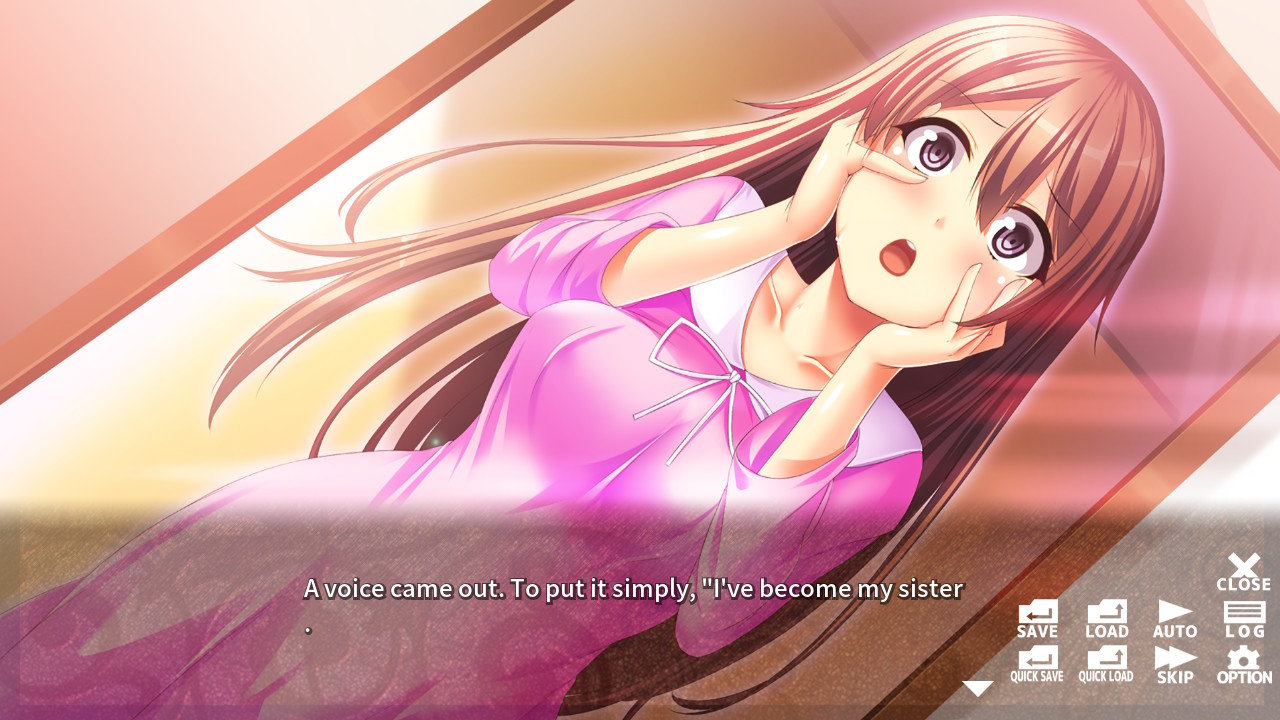 A voice came out. To put it simply, "I've become my sister
.
CLOSE
SAVE LOAD AUTO LOG
QUICK SAVE QUICK LOAD SKIP OPTION